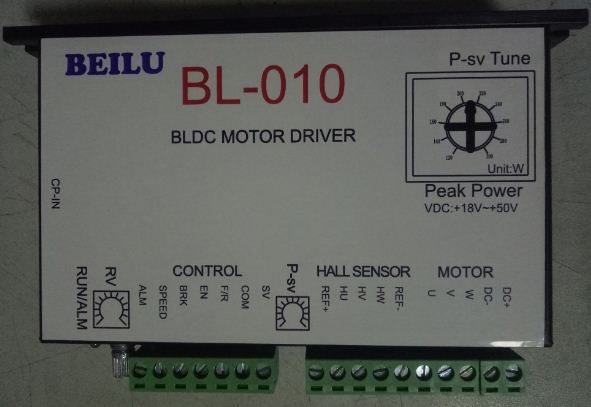 BEILU
BL-010
BLDC MOTOR DRIVER
P-sv Tune
Unit:W
Peak Power
VDC:+18V~+50V
CP-IN
RV
RUN/ALM
CONTROL
ALM
SPEED
BRK
EN
F/R
COM
SV
P-sv
HALL SENSOR
REF+
HU
HV
HW
REF-
MOTOR
U
V
W
DC-
DC+